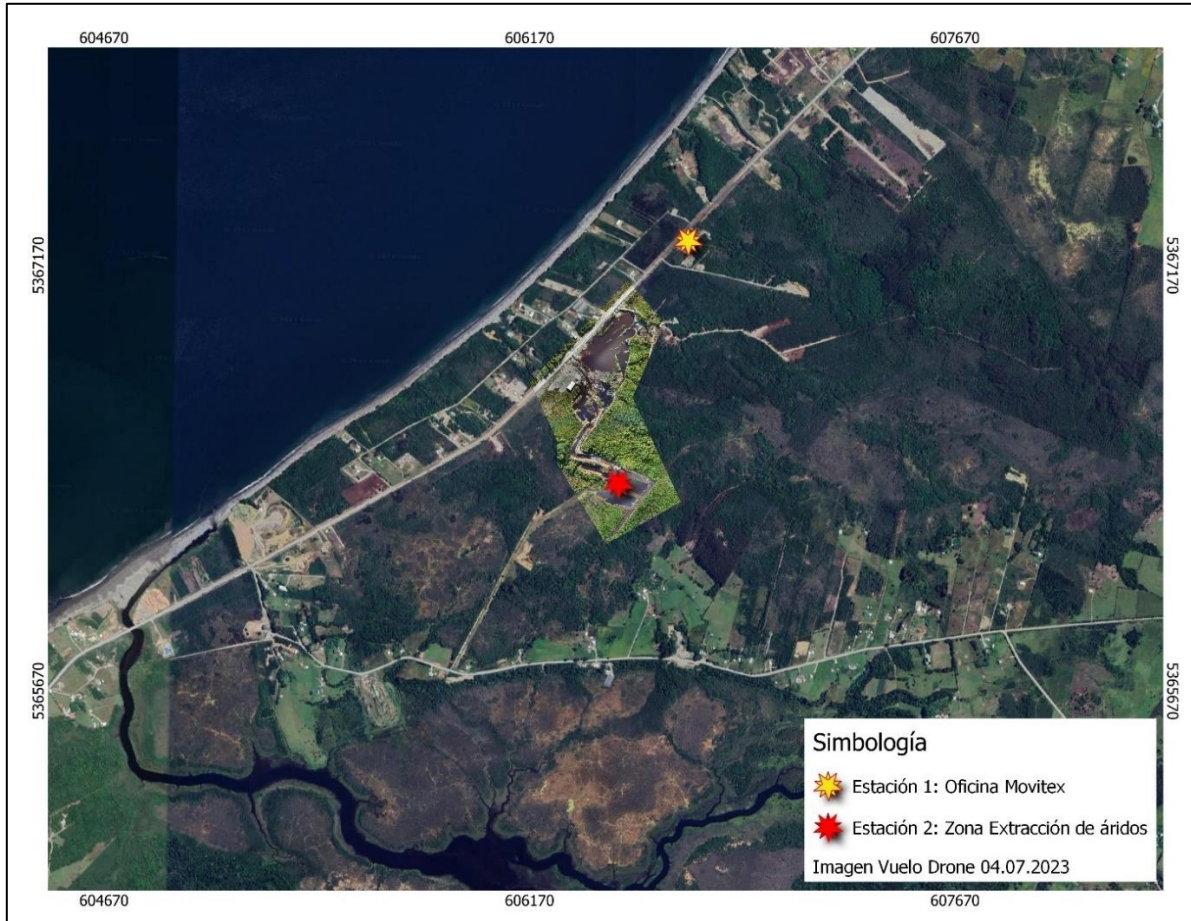 604670 606170 607670
5367170 5367170
5365670 5365670
Simbología
Estación 1: Oficina Movitex
Estación 2: Zona Extracción de áridos
Imagen Vuelo Drone 04.07.2023
604670 606170 607670